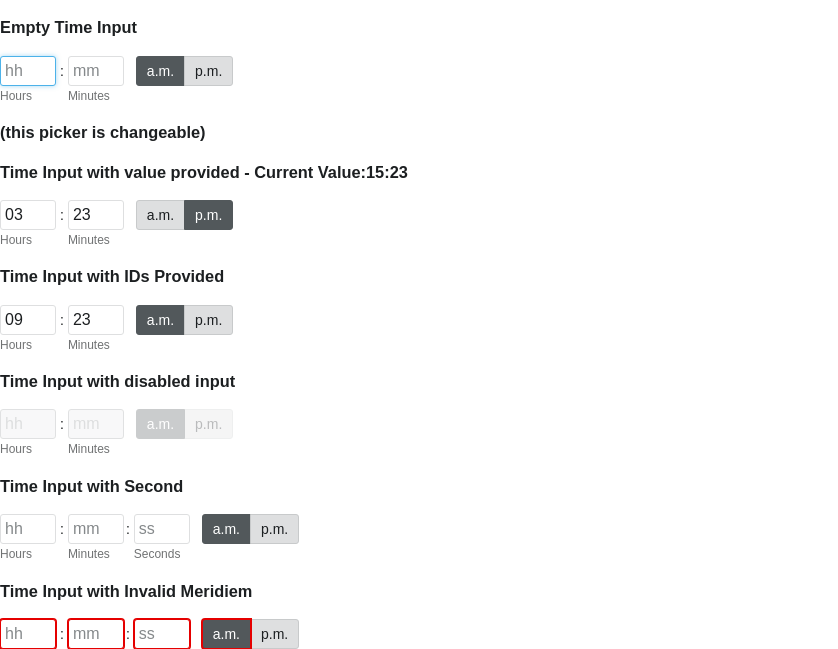 Empty Time Input
hh : mm a.m. p.m.
Hours Minutes
(this picker is changeable)
Time Input with value provided - Current Value:15:23
03 : 23 a.m. p.m.
Hours Minutes
Time Input with IDs Provided
09 : 23 a.m. p.m.
Hours Minutes
Time Input with disabled input
hh : mm a.m. p.m.
Hours Minutes
Time Input with Second
hh : mm : ss a.m. p.m.
Hours Minutes Seconds
Time Input with Invalid Meridiem
hh : mm : ss a.m. p.m.